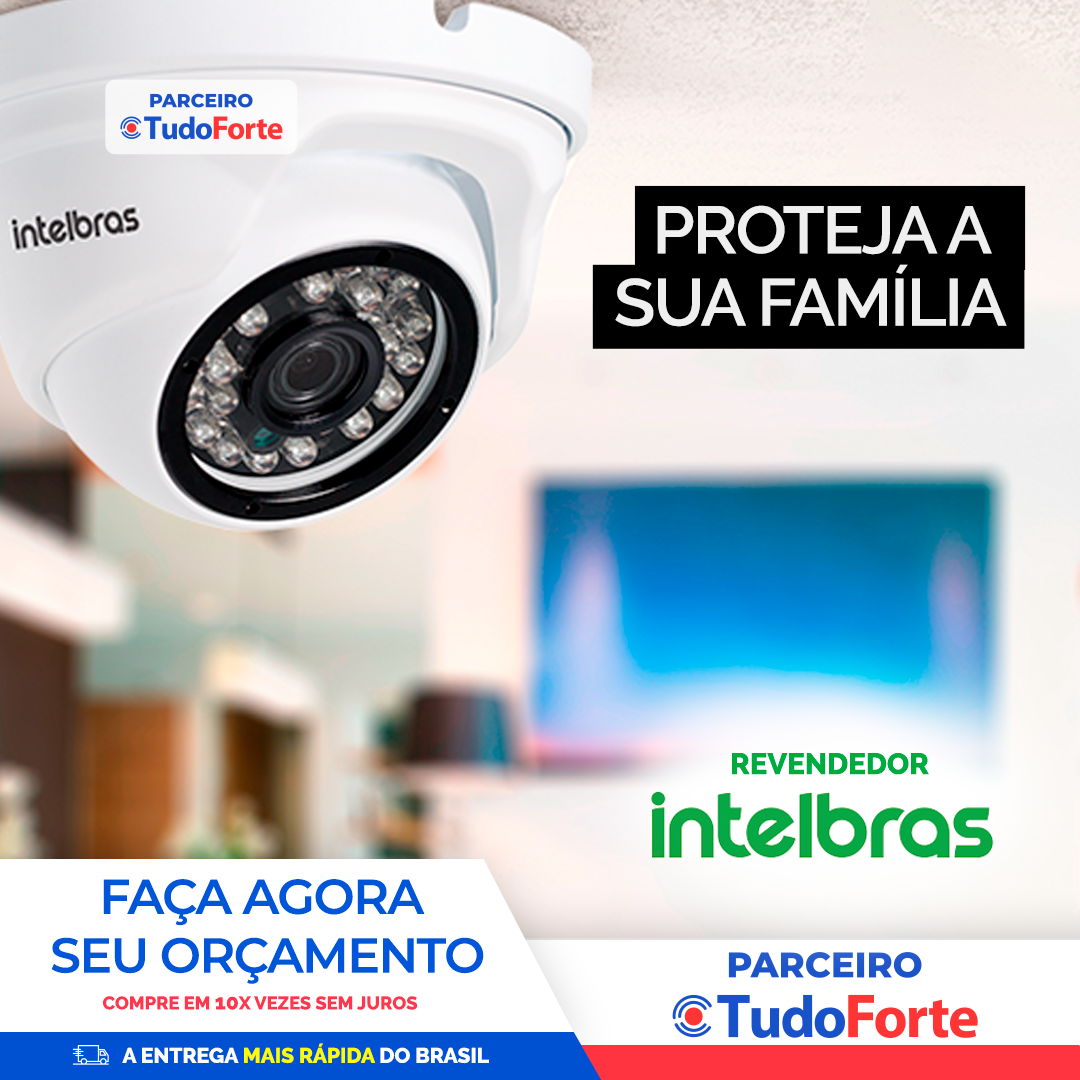 PARCEIRO
TudoForte
intelbras
PROTEJA A
SUA FAMÍLIA
REVENDEDOR
intelbras
FAÇA AGORA
SEU ORÇAMENTO
COMPRE EM 10X VEZES SEM JUROS
A ENTREGA MAIS RÁPIDA DO BRASIL
PARCEIRO
TudoForte